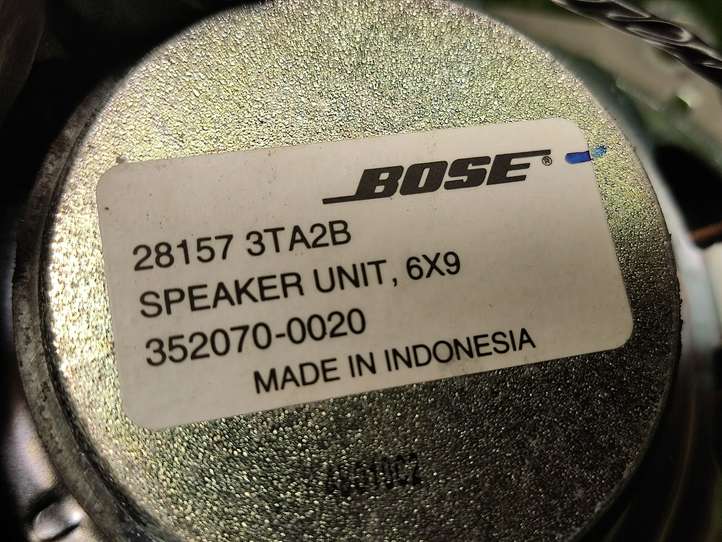 BOSE®
28157 3TA2B
SPEAKER UNIT, 6X9
352070-0020
MADE IN INDONESIA